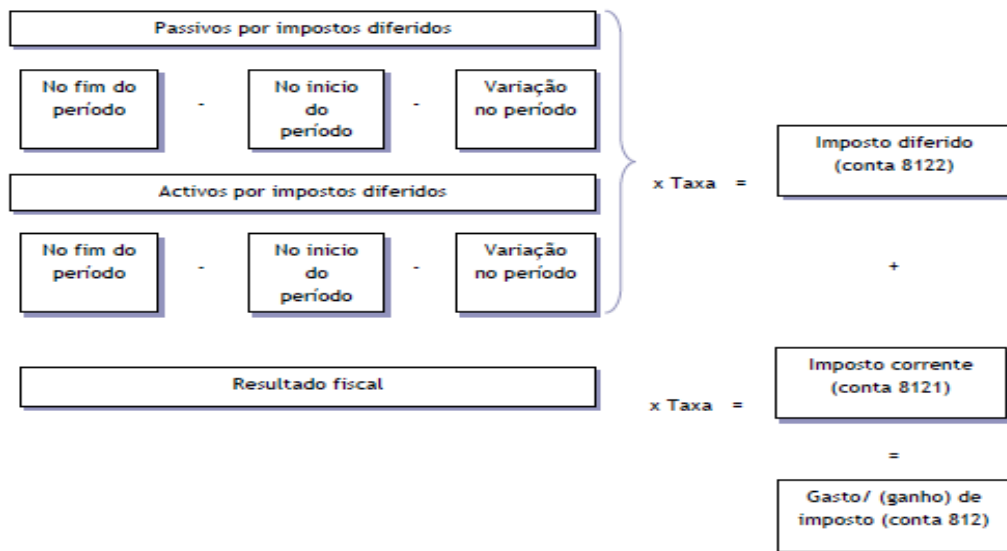 Passivos por impostos diferidos
No fim do
período
-
No inicio
do
período
-
Variação
no período
Activos por impostos diferidos
No fim do
período
-
No inicio
do
período
-
Variação
no período
x Taxa =
Imposto diferido
(conta 8122)
+
Resultado fiscal
x Taxa =
Imposto corrente
(conta 8121)
=
Gasto/ (ganho) de
imposto (conta 812)